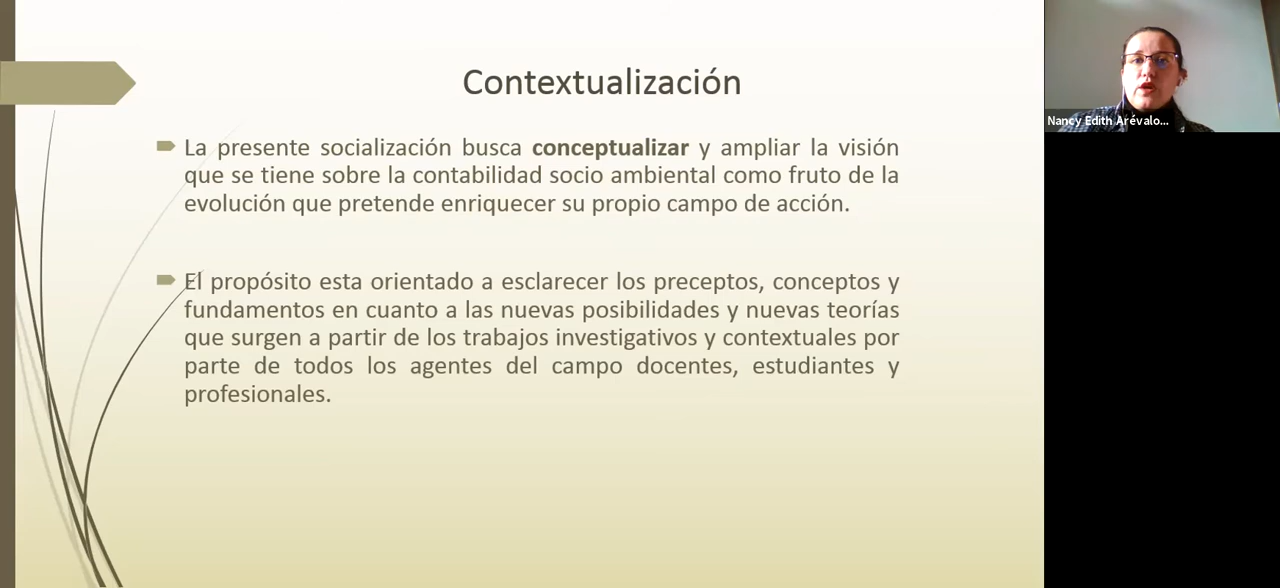 Contextualización
La presente socialización busca conceptualizar y ampliar la visión
que se tiene sobre la contabilidad socio ambiental como fruto de la
evolución que pretende enriquecer su propio campo de acción.
El propósito esta orientado a esclarecer los preceptos, conceptos y
fundamentos en cuanto a las nuevas posibilidades y nuevas teorías
que surgen a partir de los trabajos investigativos y contextuales por
parte de todos los agentes del campo docentes, estudiantes y
profesionales.
Nancy Edith Arévalo...